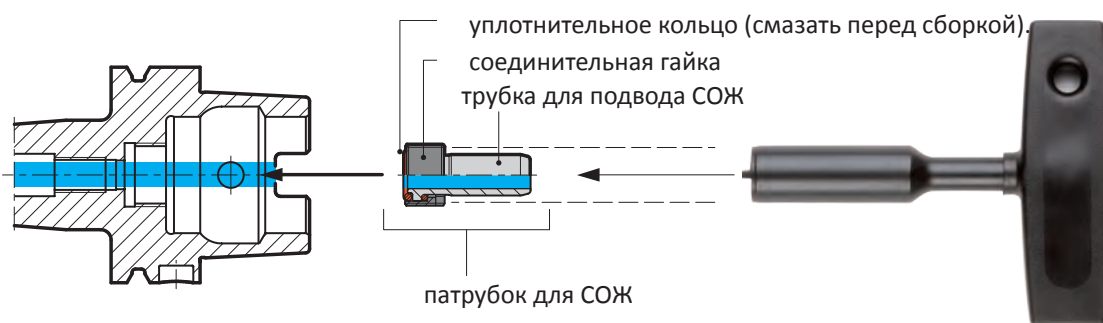 уплотнительное кольцо (смазать перед сборкой).
соединительная гайка
трубка для подвода СОЖ
патрубок для СОЖ